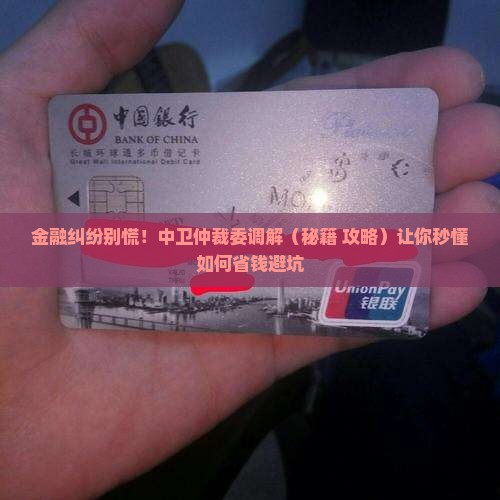 中国银行
BANK OF CHINA
长城环球通多币借记卡
Great Wall International Debit Card
金融纠纷别慌！中卫仲裁委调解（秘籍 攻略）让你秒懂
如何省钱避坑
UnionPay
银联